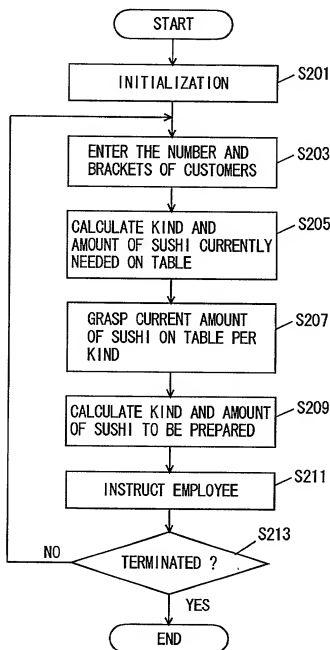 START
INITIALIZATION
S201
ENTER THE NUMBER AND
BRACKETS OF CUSTOMERS
S203
CALCULATE KIND AND
AMOUNT OF SUSHI CURRENTLY
NEEDED ON TABLE
S205
GRASP CURRENT AMOUNT
OF SUSHI ON TABLE PER
KIND
S207
CALCULATE KIND AND AMOUNT
OF SUSHI TO BE PREPARED
S209
INSTRUCT EMPLOYEE
S211
TERMINATED ?
S213
NO
YES
END